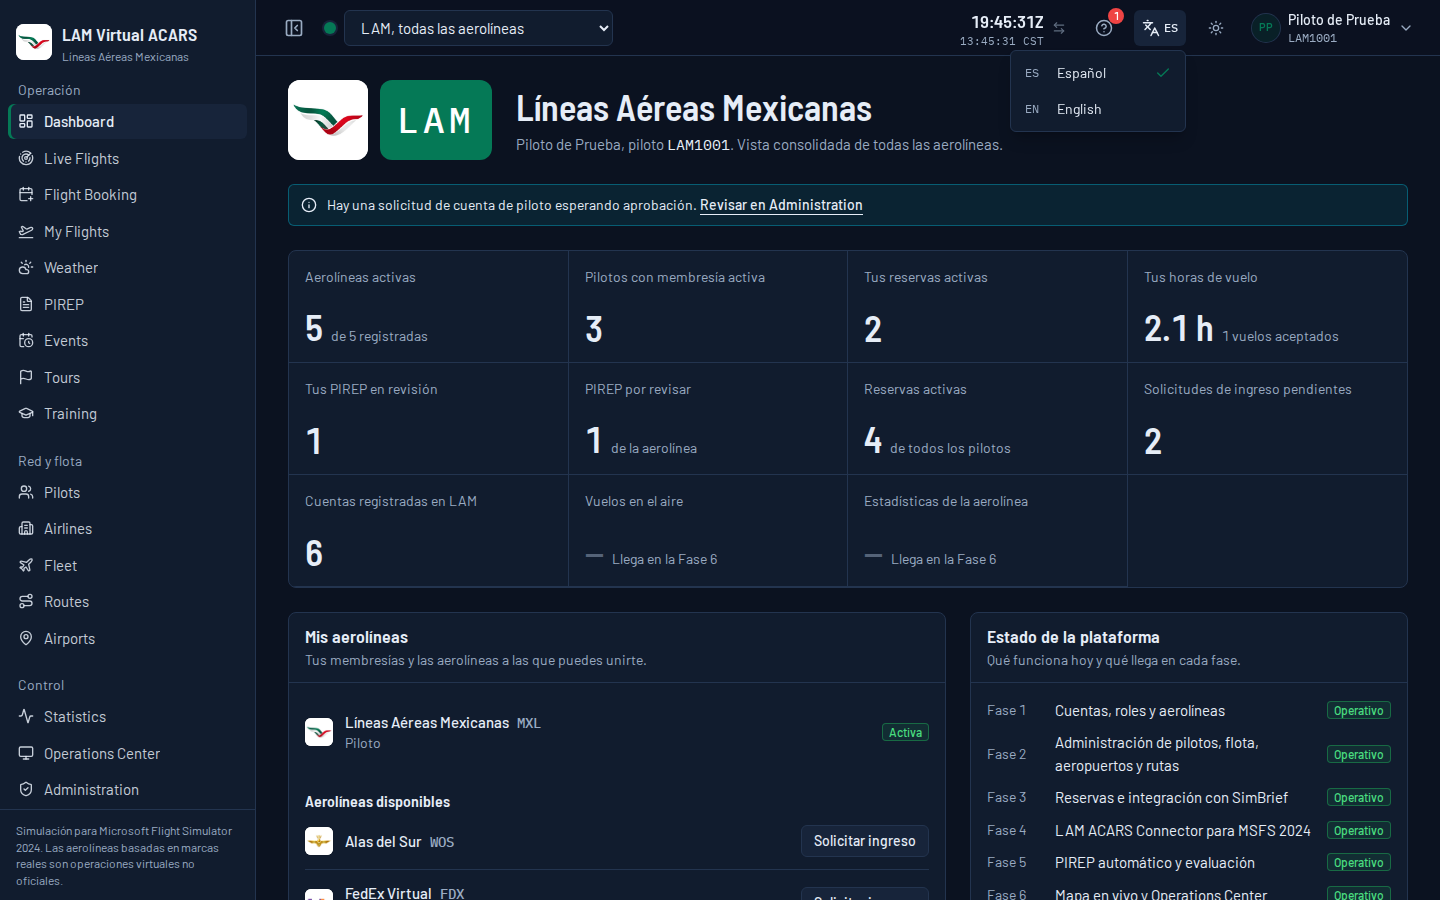 LAM Virtual ACARS
Líneas Aéreas Mexicanas
Operación
Dashboard
Live Flights
Flight Booking
My Flights
Weather
PIREP
Events
Tours
Training
Red y flota
Pilots
Airlines
Fleet
Routes
Airports
Control
Statistics
Operations Center
Administration
Simulación para Microsoft Flight Simulator
2024. Las aerolíneas basadas en marcas
reales son operaciones virtuales no
oficiales.
LAM, todas las aerolíneas
19:45:31Z
13:45:31 CST
1
ES
PP
Piloto de Prueba
LAM1001
ES Español
EN English
LAM
Líneas Aéreas Mexicanas
Piloto de Prueba, piloto LAM1001. Vista consolidada de todas las aerolíneas.
Hay una solicitud de cuenta de piloto esperando aprobación. Revisar en Administration
Aerolíneas activas
5 de 5 registradas
Pilotos con membresía activa
3
Tus reservas activas
2
Tus horas de vuelo
2.1 h 1 vuelos aceptados
Tus PIREP en revisión
1
PIREP por revisar
1 de la aerolínea
Reservas activas
4 de todos los pilotos
Solicitudes de ingreso pendientes
2
Cuentas registradas en LAM
6
Vuelos en el aire
— Llega en la Fase 6
Estadísticas de la aerolínea
— Llega en la Fase 6
Mis aerolíneas
Tus membresías y las aerolíneas a las que puedes unirte.
Líneas Aéreas Mexicanas MXL
Piloto
Activa
Aerolíneas disponibles
Alas del Sur WOS
Solicitar ingreso
FedEx Virtual FDX
Solicitar ingreso
Estado de la plataforma
Qué funciona hoy y qué llega en cada fase.
Fase 1 Cuentas, roles y aerolíneas Operativo
Fase 2 Administración de pilotos, flota,
aeropuertos y rutas Operativo
Fase 3 Reservas e integración con SimBrief Operativo
Fase 4 LAM ACARS Connector para MSFS 2024 Operativo
Fase 5 PIREP automático y evaluación Operativo
Fase 6 Mapa en vivo y Operations Center Operativo